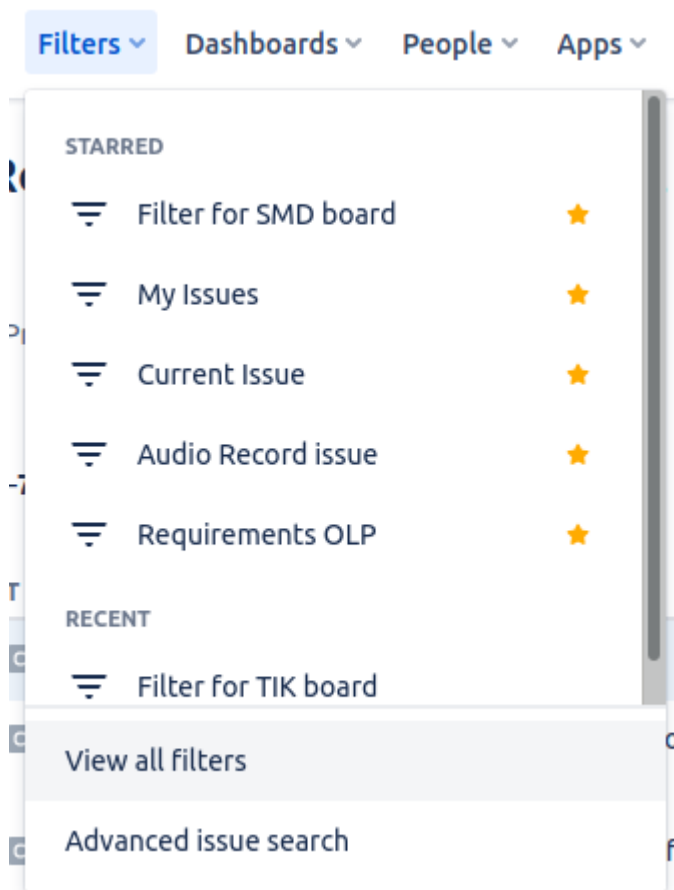 Filters Dashboards People Apps
STARRED
Filter for SMD board
My Issues
Current Issue
Audio Record issue
Requirements OLP
RECENT
Filter for TIK board
View all filters
Advanced issue search